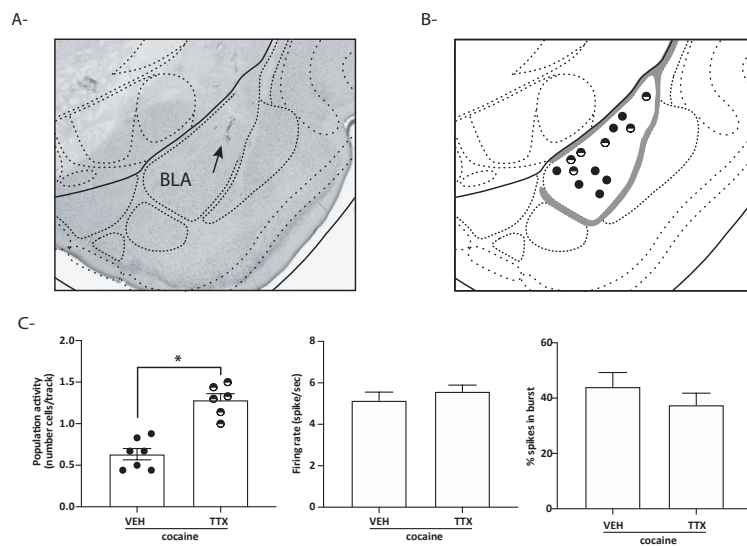 A-
B-
BLA
C-
Population activity
(number cells/track)
2.0
1.5
1.0
0.5
0.0
*
VEH
TTX
cocaine
Firing rate (spike/sec)
8
6
4
2
0
VEH
TTX
cocaine
% spikes in burst
60
40
20
0
VEH
TTX
cocaine